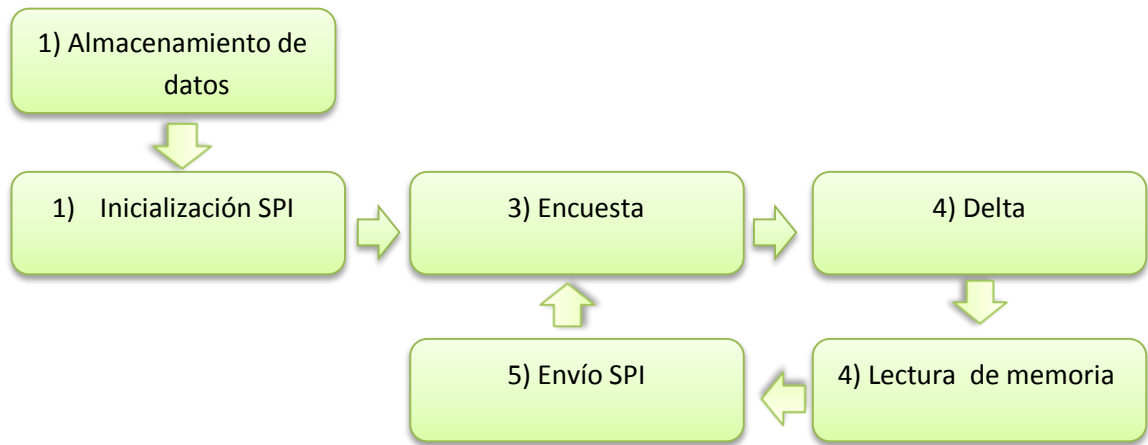 1) Almacenamiento de
datos
1) Inicialización SPI
3) Encuesta
4) Delta
5) Envío SPI
4) Lectura de memoria